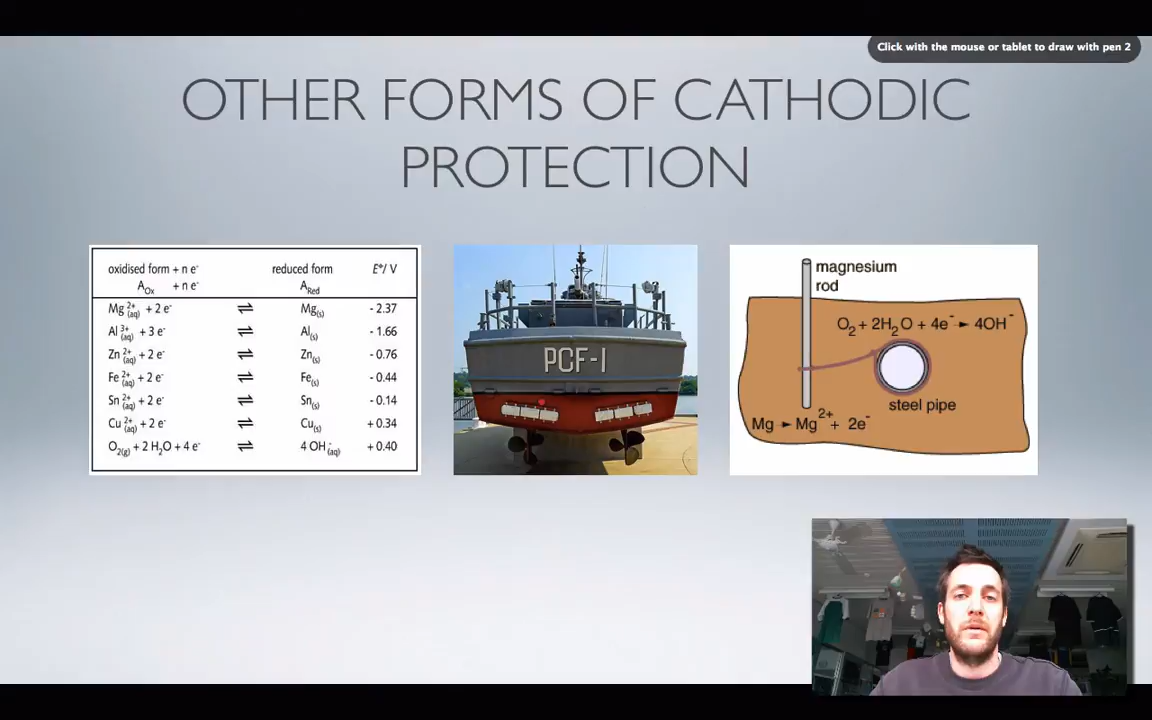 Click with the mouse or tablet to draw with pen 2
OTHER FORMS OF CATHODIC
PROTECTION
oxidised form + n e⁻ reduced form E°/ V
A_Ox + n e⁻ A_Red
Mg²⁺(aq) + 2 e⁻ ⇌ Mg(s) - 2.37
Al³⁺(aq) + 3 e⁻ ⇌ Al(s) - 1.66
Zn²⁺(aq) + 2 e⁻ ⇌ Zn(s) - 0.76
Fe²⁺(aq) + 2 e⁻ ⇌ Fe(s) - 0.44
Sn²⁺(aq) + 2 e⁻ ⇌ Sn(s) - 0.14
Cu²⁺(aq) + 2 e⁻ ⇌ Cu(s) + 0.34
O₂(g) + 2 H₂O + 4 e⁻ ⇌ 4 OH⁻(aq) + 0.40
PCF-1
magnesium
rod
O₂ + 2H₂O + 4e⁻ → 4OH⁻
steel pipe
Mg → Mg²⁺ + 2e⁻